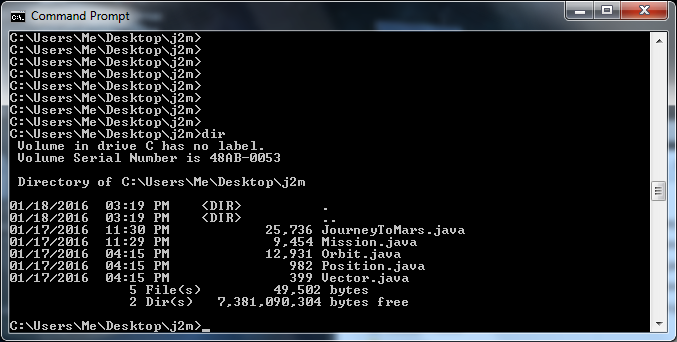 Command Prompt
C:\Users\Me\Desktop\j2m>
C:\Users\Me\Desktop\j2m>
C:\Users\Me\Desktop\j2m>
C:\Users\Me\Desktop\j2m>
C:\Users\Me\Desktop\j2m>
C:\Users\Me\Desktop\j2m>
C:\Users\Me\Desktop\j2m>
C:\Users\Me\Desktop\j2m>
C:\Users\Me\Desktop\j2m>dir
 Volume in drive C has no label.
 Volume Serial Number is 48AB-0053
 Directory of C:\Users\Me\Desktop\j2m
01/18/2016  03:19 PM    <DIR>          .
01/18/2016  03:19 PM    <DIR>          ..
01/17/2016  11:30 PM            25,736 JourneyToMars.java
01/17/2016  11:29 PM             9,454 Mission.java
01/17/2016  04:15 PM            12,931 Orbit.java
01/17/2016  04:15 PM               982 Position.java
01/17/2016  04:15 PM               399 Vector.java
               5 File(s)         49,502 bytes
               2 Dir(s)   7,381,090,304 bytes free
C:\Users\Me\Desktop\j2m>_